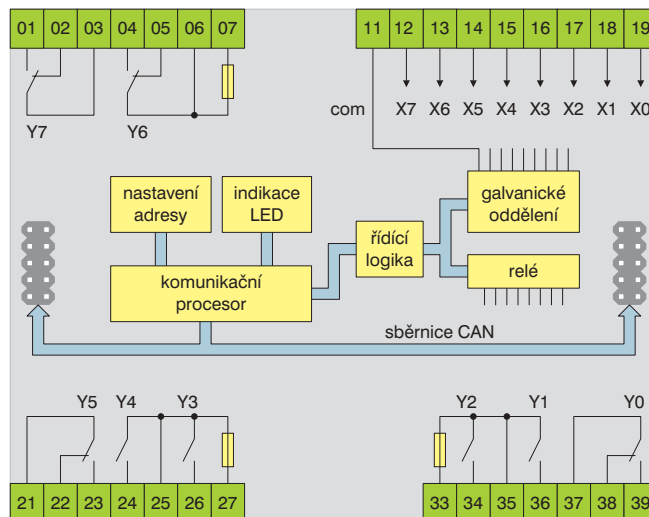 01 02 03 04 05 06 07
11 12 13 14 15 16 17 18 19
com X7 X6 X5 X4 X3 X2 X1 X0
Y7 Y6
nastavení
adresy
indikace
LED
galvanické
oddělení
řídící
logika
komunikační
procesor
relé
sběrnice CAN
Y5 Y4 Y3
Y2 Y1 Y0
21 22 23 24 25 26 27
33 34 35 36 37 38 39